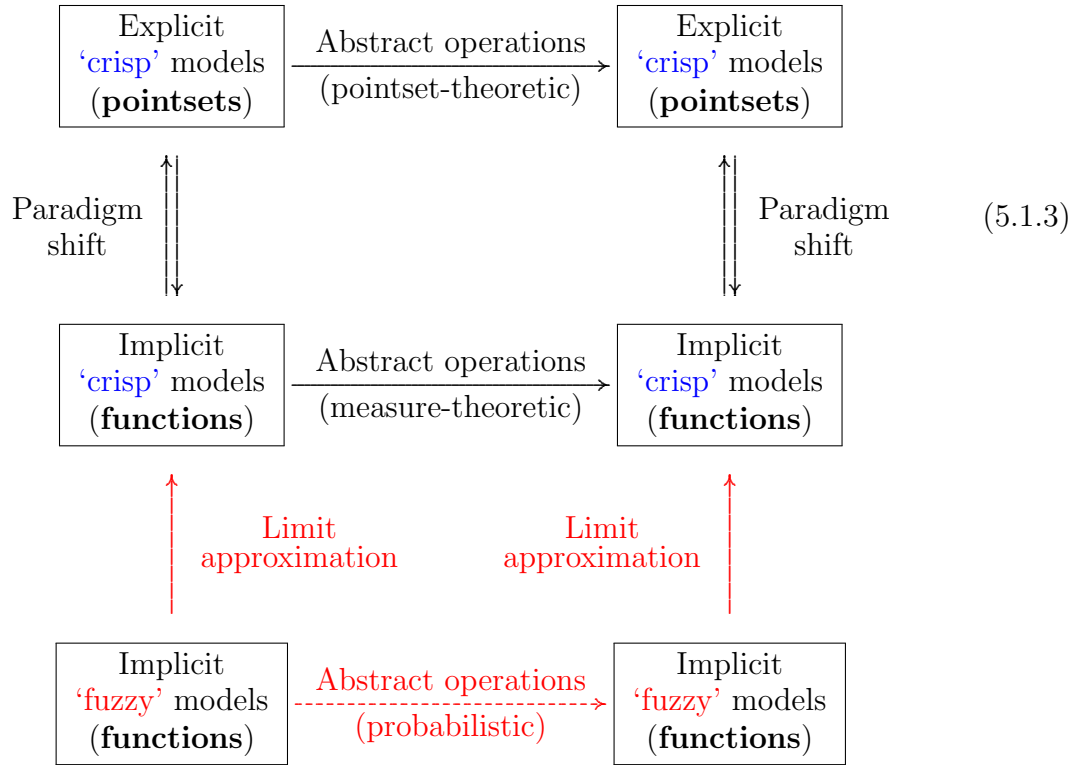 Explicit
‘crisp’ models
(pointsets)
Abstract operations
(pointset-theoretic)
Explicit
‘crisp’ models
(pointsets)
Paradigm
shift
Paradigm
shift
(5.1.3)
Implicit
‘crisp’ models
(functions)
Abstract operations
(measure-theoretic)
Implicit
‘crisp’ models
(functions)
Limit
approximation
Limit
approximation
Implicit
‘fuzzy’ models
(functions)
Abstract operations
(probabilistic)
Implicit
‘fuzzy’ models
(functions)